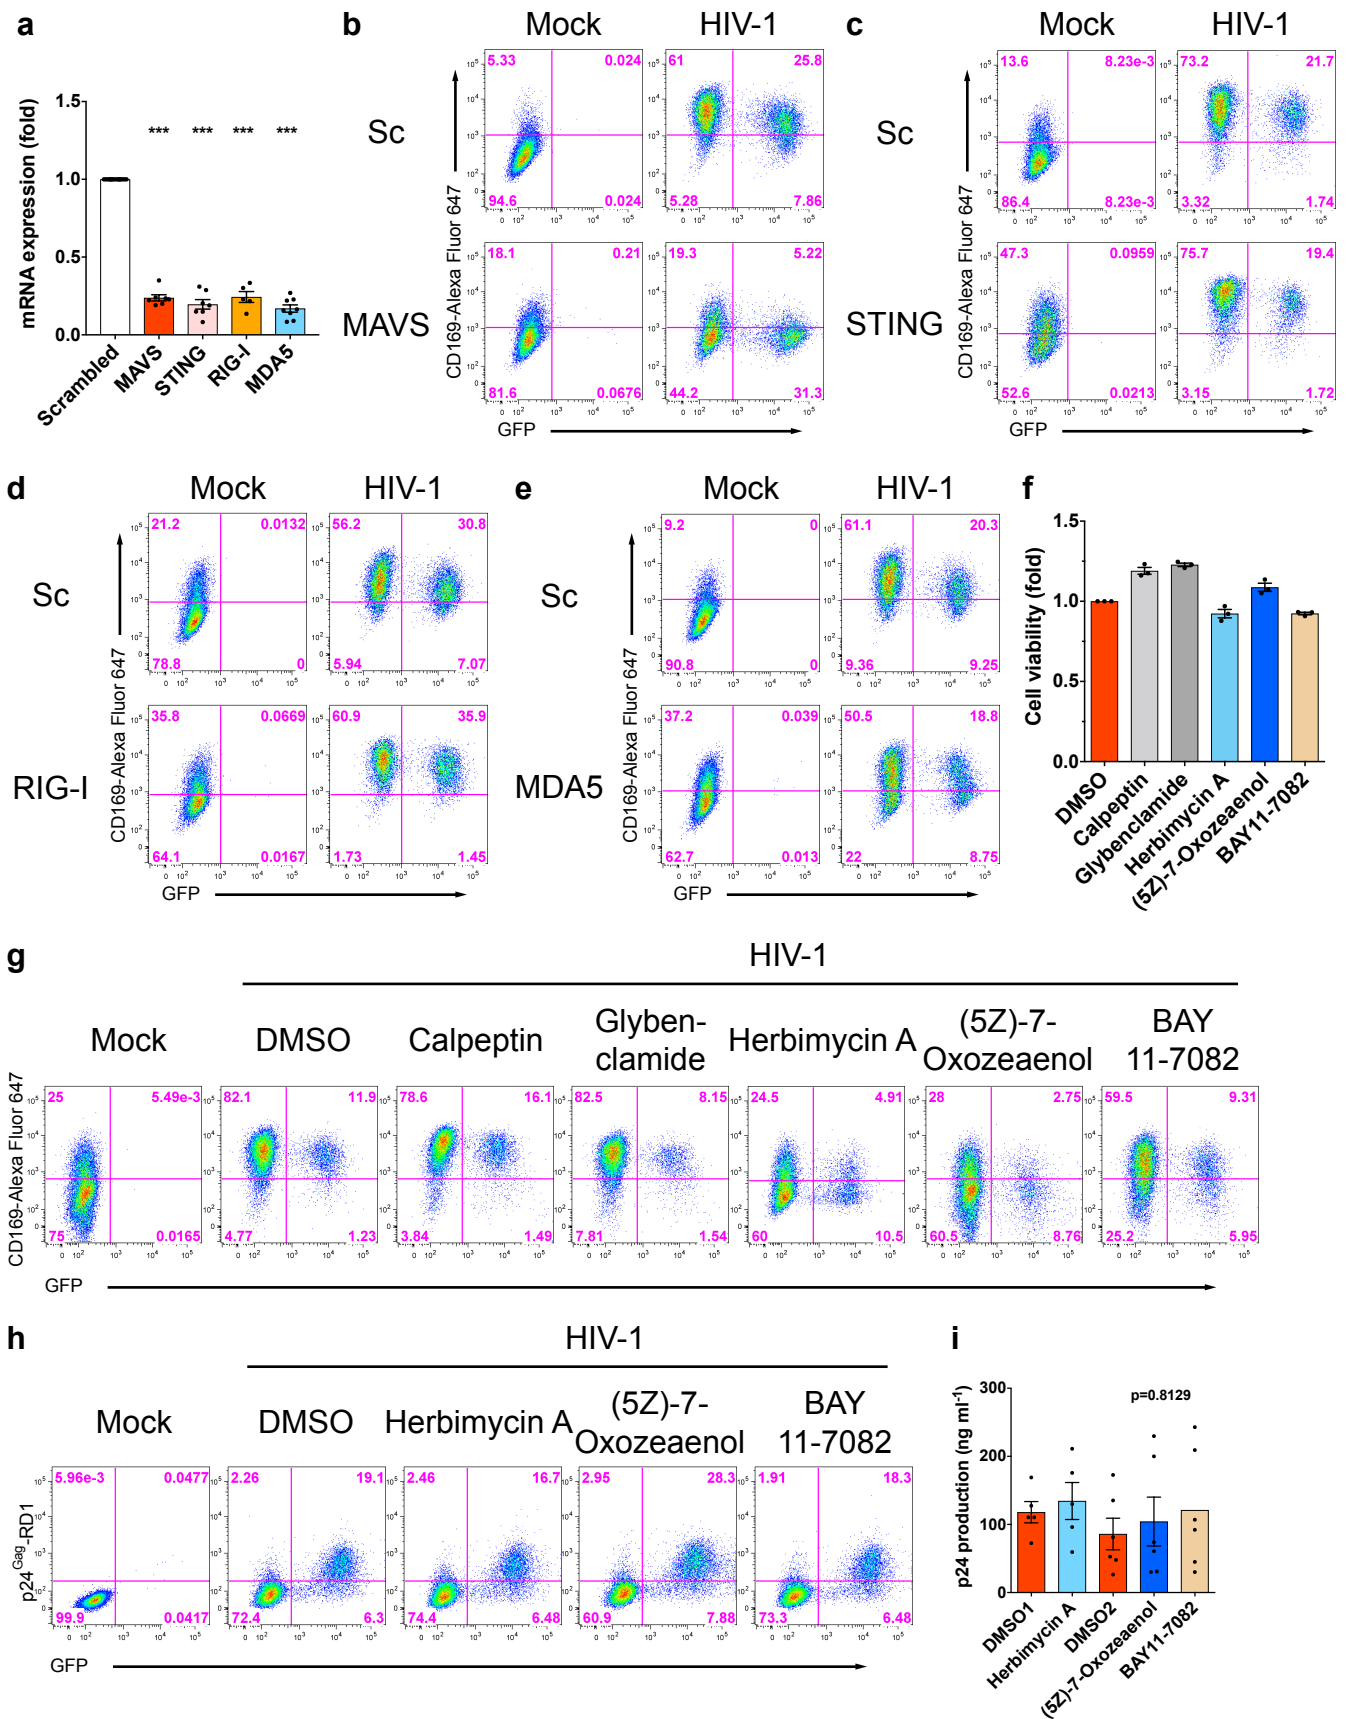 a
mRNA expression (fold)
1.5
1.0
0.5
0.0
*** *** *** ***
Scrambled
MAVS
STING
RIG-I
MDA5
b
Mock HIV-1
Sc
MAVS
CD169-Alexa Fluor 647
5.33 0.024
94.6 0.024
61 25.8
5.28 7.86
18.1 0.21
81.6 0.0676
19.3 5.22
44.2 31.3
GFP
c
Mock HIV-1
Sc
STING
CD169-Alexa Fluor 647
13.6 8.23e-3
86.4 8.23e-3
73.2 21.7
3.32 1.74
47.3 0.0959
52.6 0.0213
75.7 19.4
3.15 1.72
GFP
d
Mock HIV-1
Sc
RIG-I
CD169-Alexa Fluor 647
21.2 0.0132
78.8 0
56.2 30.8
5.94 7.07
35.8 0.0669
64.1 0.0167
60.9 35.9
1.73 1.45
GFP
e
Mock HIV-1
Sc
MDA5
CD169-Alexa Fluor 647
9.2 0
90.8 0
61.1 20.3
9.36 9.25
37.2 0.039
62.7 0.013
50.5 18.8
22 8.75
GFP
f
Cell viability (fold)
1.5
1.0
0.5
0.0
DMSO
Calpeptin
Glybenclamide
Herbimycin A
(5Z)-7-Oxozeaenol
BAY11-7082
g
HIV-1
Mock
DMSO
Calpeptin
Glyben-
clamide
Herbimycin A
(5Z)-7-
Oxozeaenol
BAY
11-7082
CD169-Alexa Fluor 647
25 5.49e-3
75 0.0165
82.1 11.9
4.77 1.23
78.6 16.1
3.84 1.49
82.5 8.15
7.81 1.54
24.5 4.91
60 10.5
28 2.75
60.5 8.76
59.5 9.31
25.2 5.95
GFP
h
HIV-1
Mock
DMSO
Herbimycin A
(5Z)-7-
Oxozeaenol
BAY
11-7082
p24Gag-RD1
5.96e-3 0.0477
99.9 0.0417
2.26 19.1
72.4 6.3
2.46 16.7
74.4 6.48
2.95 28.3
60.9 7.88
1.91 18.3
73.3 6.48
GFP
i
p24 production (ng ml-1)
300
200
100
0
p=0.8129
DMSO1
Herbimycin A
DMSO2
(5Z)-7-Oxozeaenol
BAY11-7082